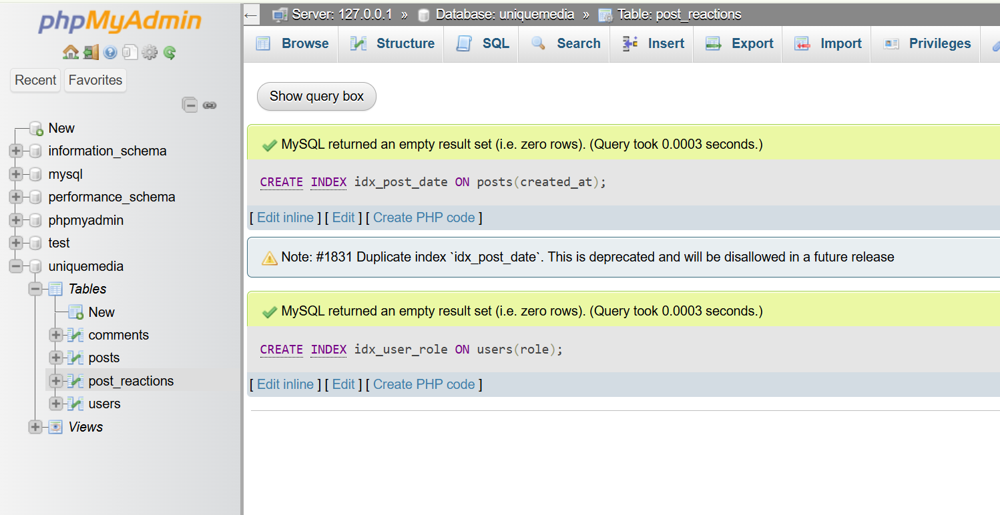 phpMyAdmin
Recent Favorites
New
information_schema
mysql
performance_schema
phpmyadmin
test
uniquemedia
Tables
New
comments
posts
post_reactions
users
Views
← Server: 127.0.0.1 » Database: uniquemedia » Table: post_reactions
Browse Structure SQL Search Insert Export Import Privileges
Show query box
MySQL returned an empty result set (i.e. zero rows). (Query took 0.0003 seconds.)
CREATE INDEX idx_post_date ON posts(created_at);
[ Edit inline ] [ Edit ] [ Create PHP code ]
Note: #1831 Duplicate index `idx_post_date`. This is deprecated and will be disallowed in a future release
MySQL returned an empty result set (i.e. zero rows). (Query took 0.0003 seconds.)
CREATE INDEX idx_user_role ON users(role);
[ Edit inline ] [ Edit ] [ Create PHP code ]